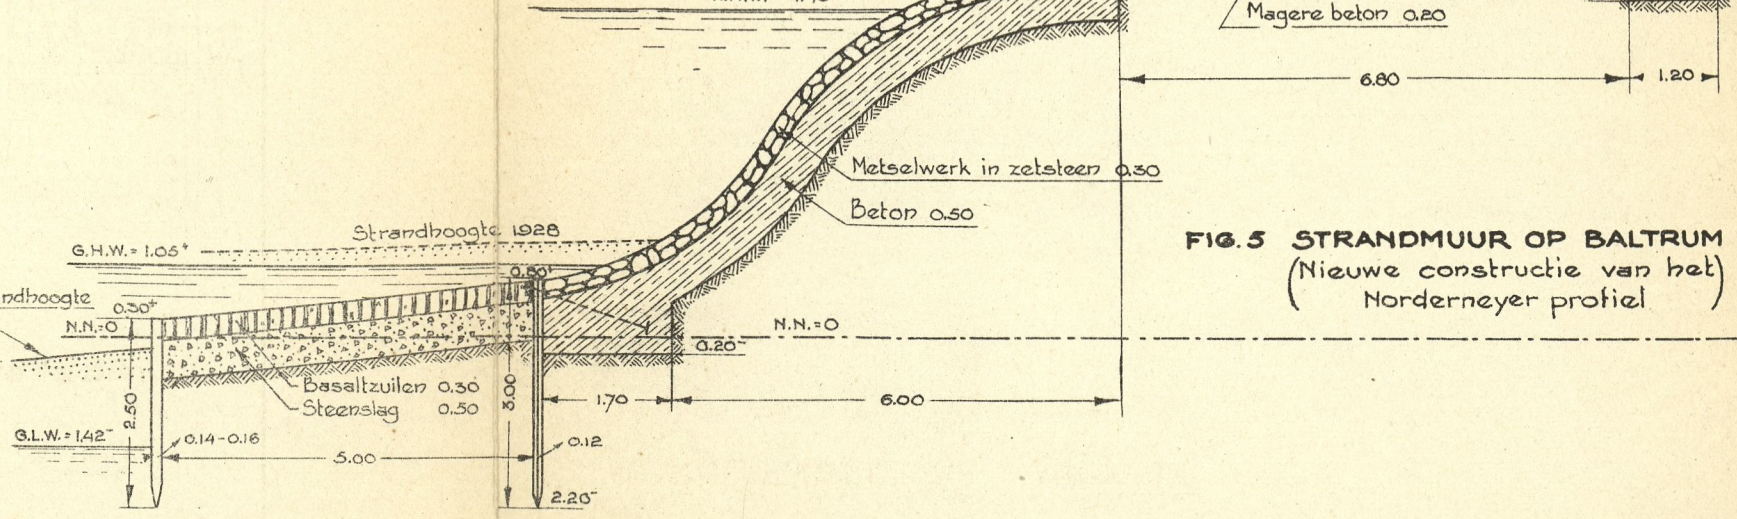 Magere beton 0.20
6.80
1.20
Metselwerk in zetsteen 0.30
Beton 0.50
Strandhoogte 1928
G.H.W. = 1.05⁺
FIG. 5 STRANDMUUR OP BALTRUM
(Nieuwe constructie van het
Norderneyer profiel)
0.80⁺
ndhoogte
0.30⁺
N.N.=0
N.N.=0
0.20⁻
Basaltzuilen 0.30
Steenslag 0.50
2.50
3.00
1.70
6.00
G.L.W. = 1.42⁻
0.14-0.16
5.00
0.12
2.20⁻